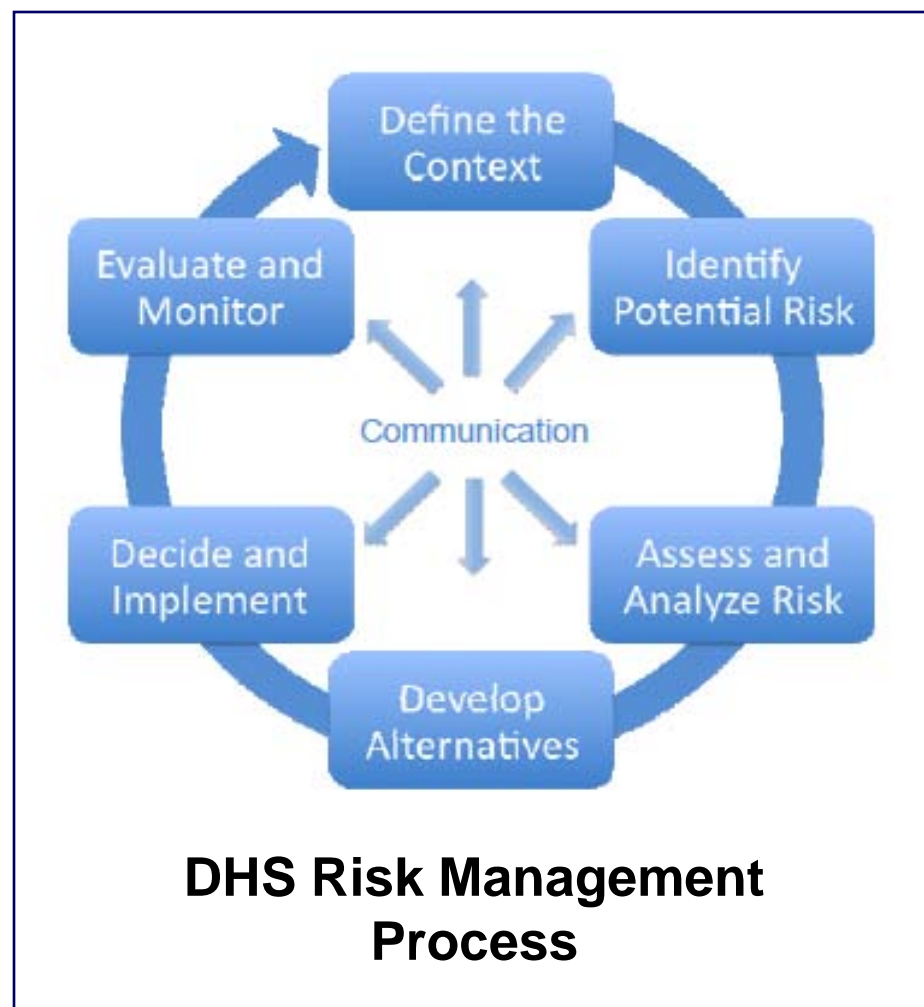 Define the
Context
Identify
Potential Risk
Assess and
Analyze Risk
Develop
Alternatives
Decide and
Implement
Evaluate and
Monitor
Communication
DHS Risk Management
Process